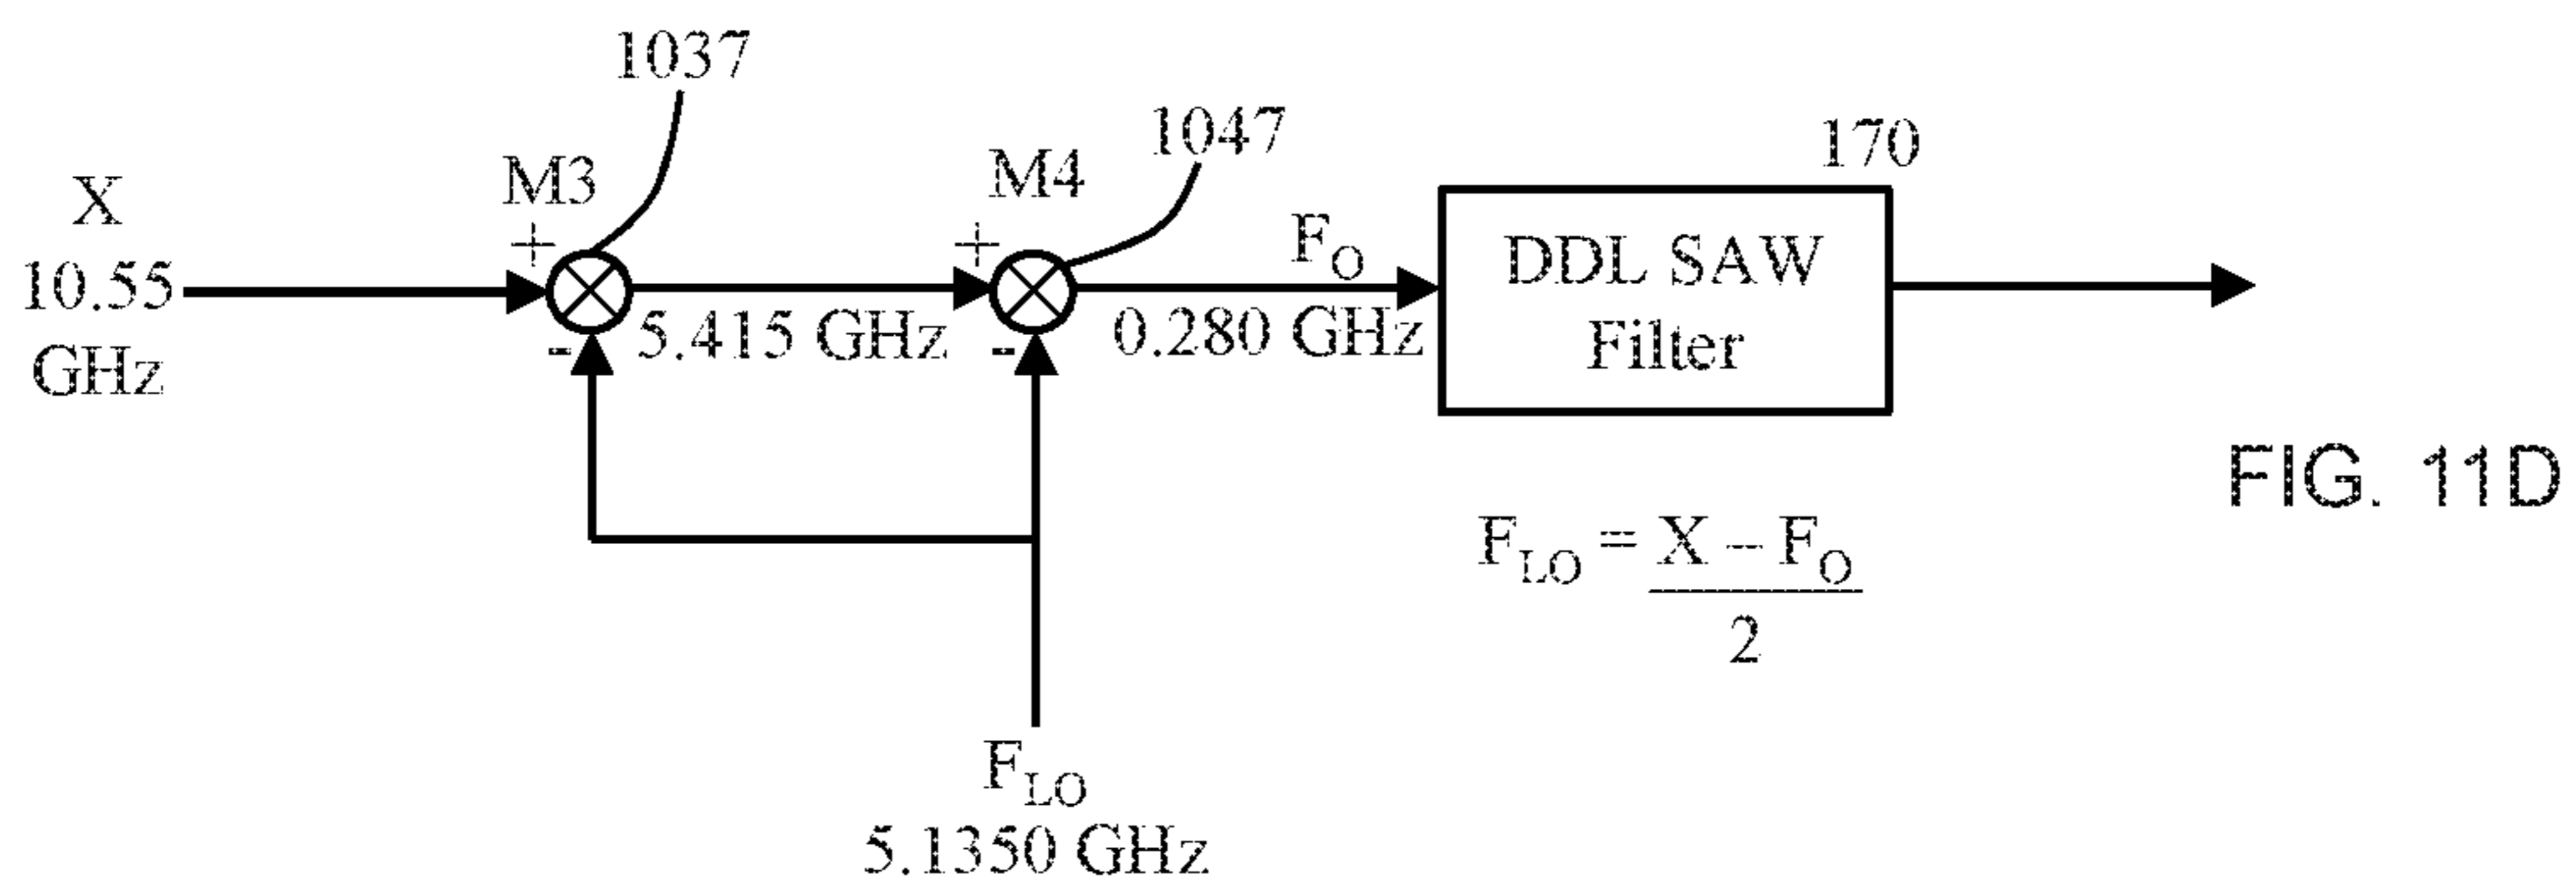 1037
1047
170
M3
M4
X
10.55
GHz
+
-
5.415 GHz
+
-
F_O
0.280 GHz
DDL SAW
Filter
FIG. 11D
F_LO = X – F_O
2
F_LO
5.1350 GHz